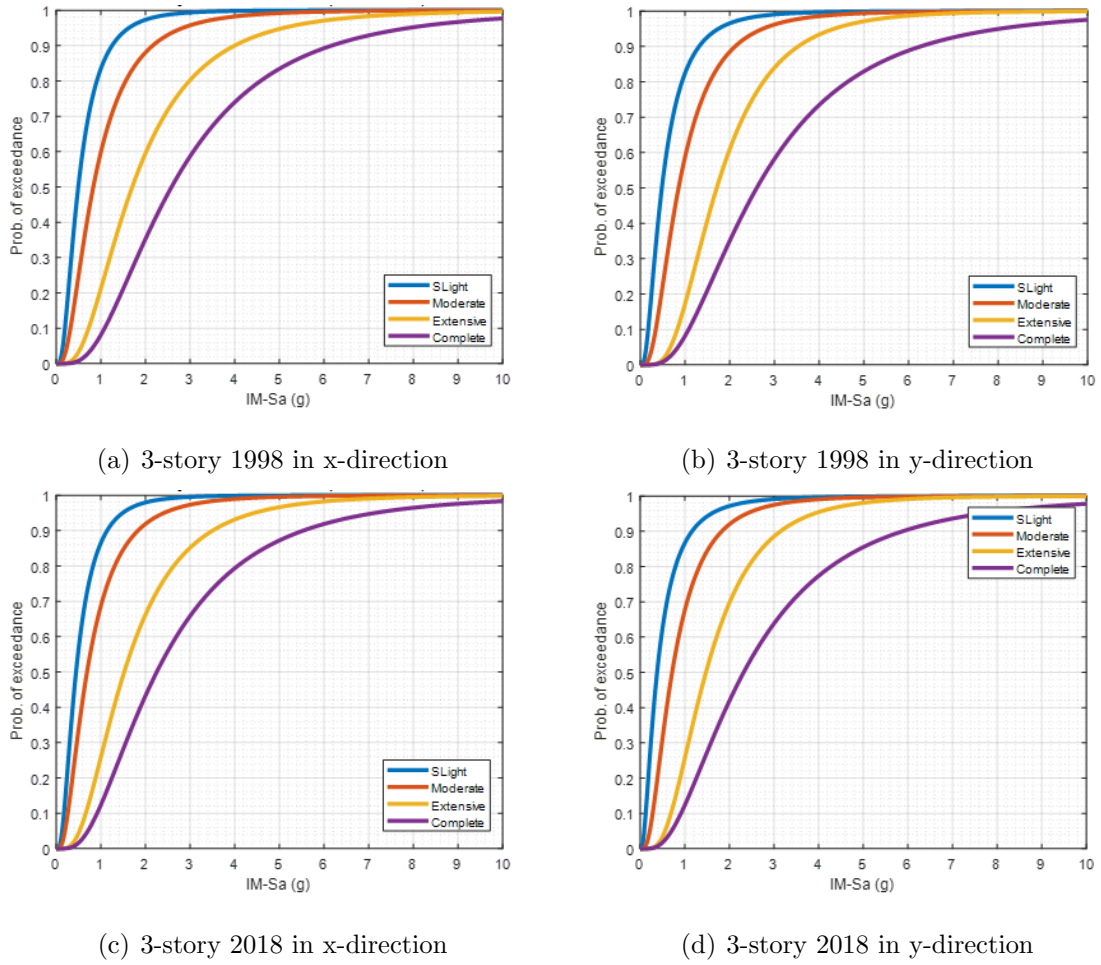 1
0.9
0.8
0.7
0.6
0.5
0.4
0.3
0.2
0.1
0
Prob. of exceedance
SLight
Moderate
Extensive
Complete
0 1 2 3 4 5 6 7 8 9 10
IM-Sa (g)
(a) 3-story 1998 in x-direction
1
0.9
0.8
0.7
0.6
0.5
0.4
0.3
0.2
0.1
0
Prob. of exceedance
SLight
Moderate
Extensive
Complete
0 1 2 3 4 5 6 7 8 9 10
IM-Sa (g)
(b) 3-story 1998 in y-direction
1
0.9
0.8
0.7
0.6
0.5
0.4
0.3
0.2
0.1
0
Prob. of exceedance
SLight
Moderate
Extensive
Complete
0 1 2 3 4 5 6 7 8 9 10
IM-Sa (g)
(c) 3-story 2018 in x-direction
1
0.9
0.8
0.7
0.6
0.5
0.4
0.3
0.2
0.1
0
Prob. of exceedance
SLight
Moderate
Extensive
Complete
0 1 2 3 4 5 6 7 8 9 10
IM-Sa (g)
(d) 3-story 2018 in y-direction